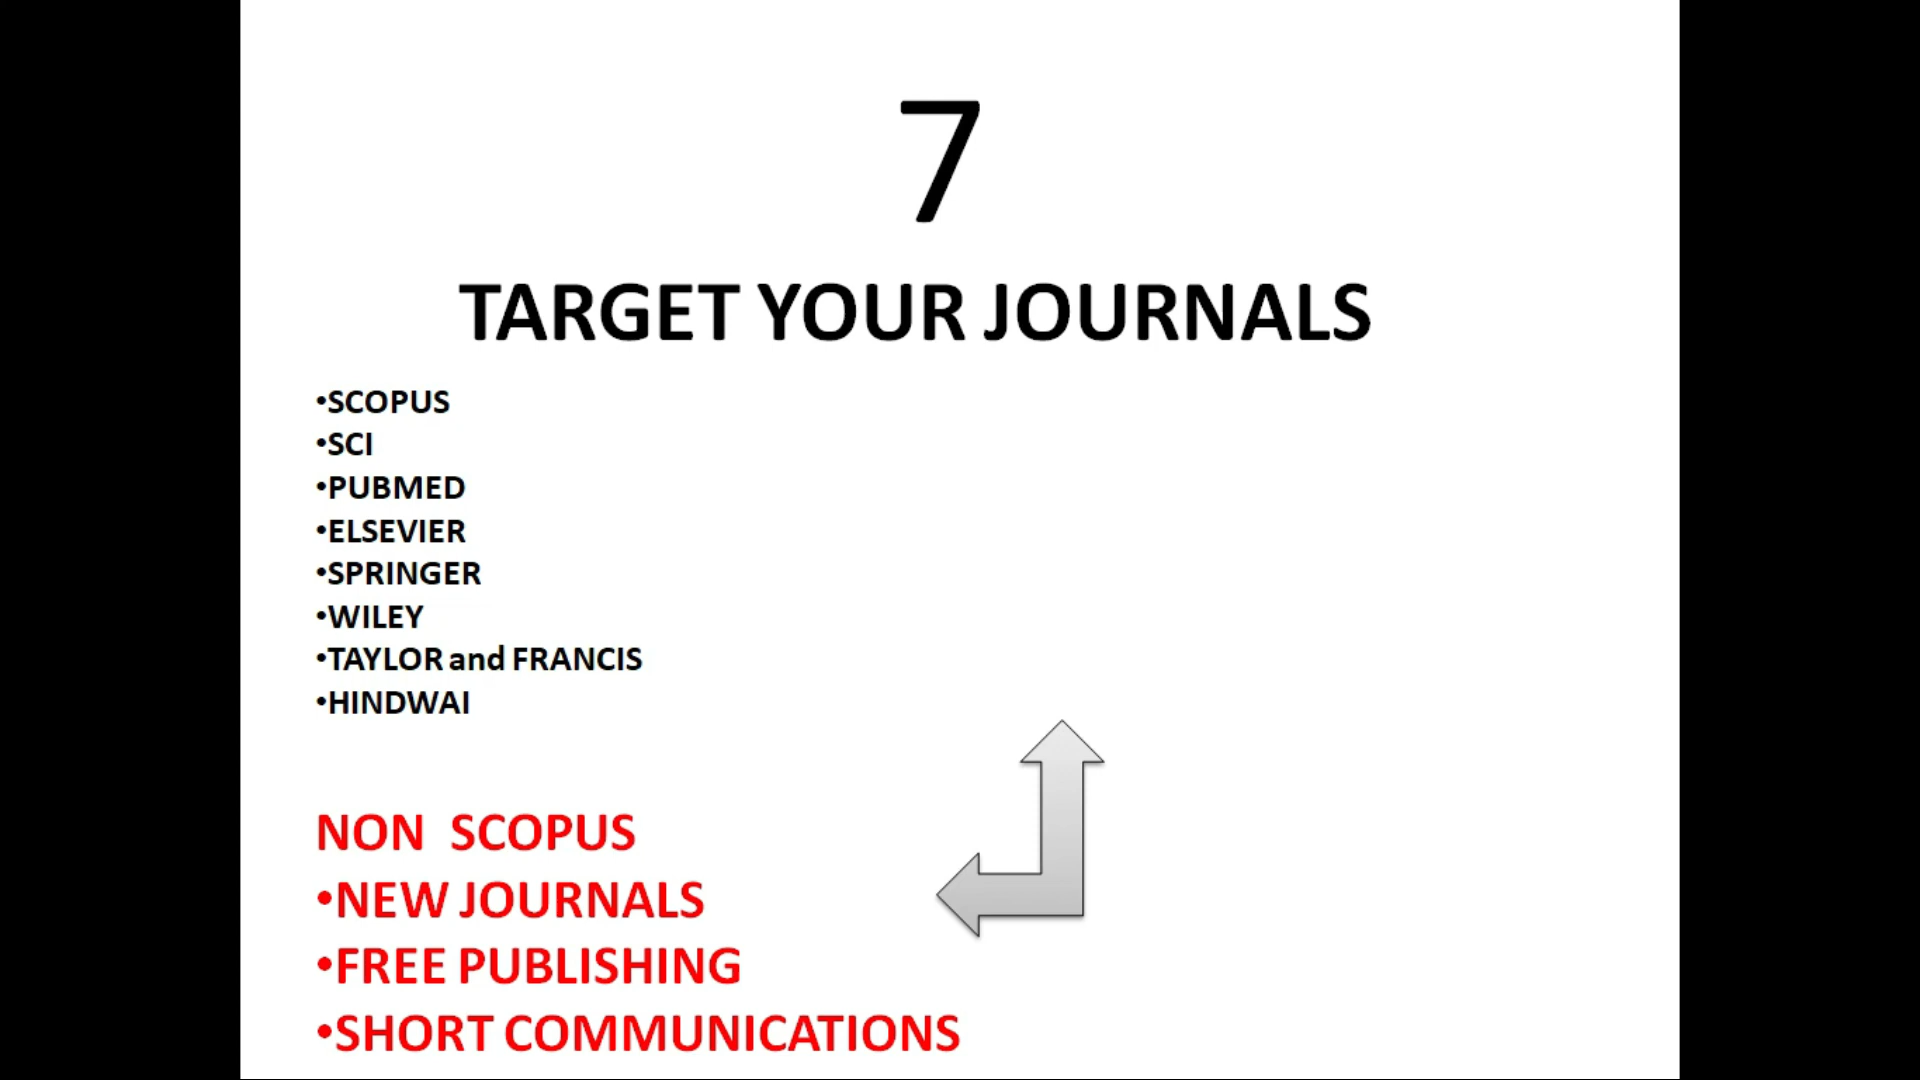 7
TARGET YOUR JOURNALS
•SCOPUS
•SCI
•PUBMED
•ELSEVIER
•SPRINGER
•WILEY
•TAYLOR and FRANCIS
•HINDWAI
NON SCOPUS
•NEW JOURNALS
•FREE PUBLISHING
•SHORT COMMUNICATIONS